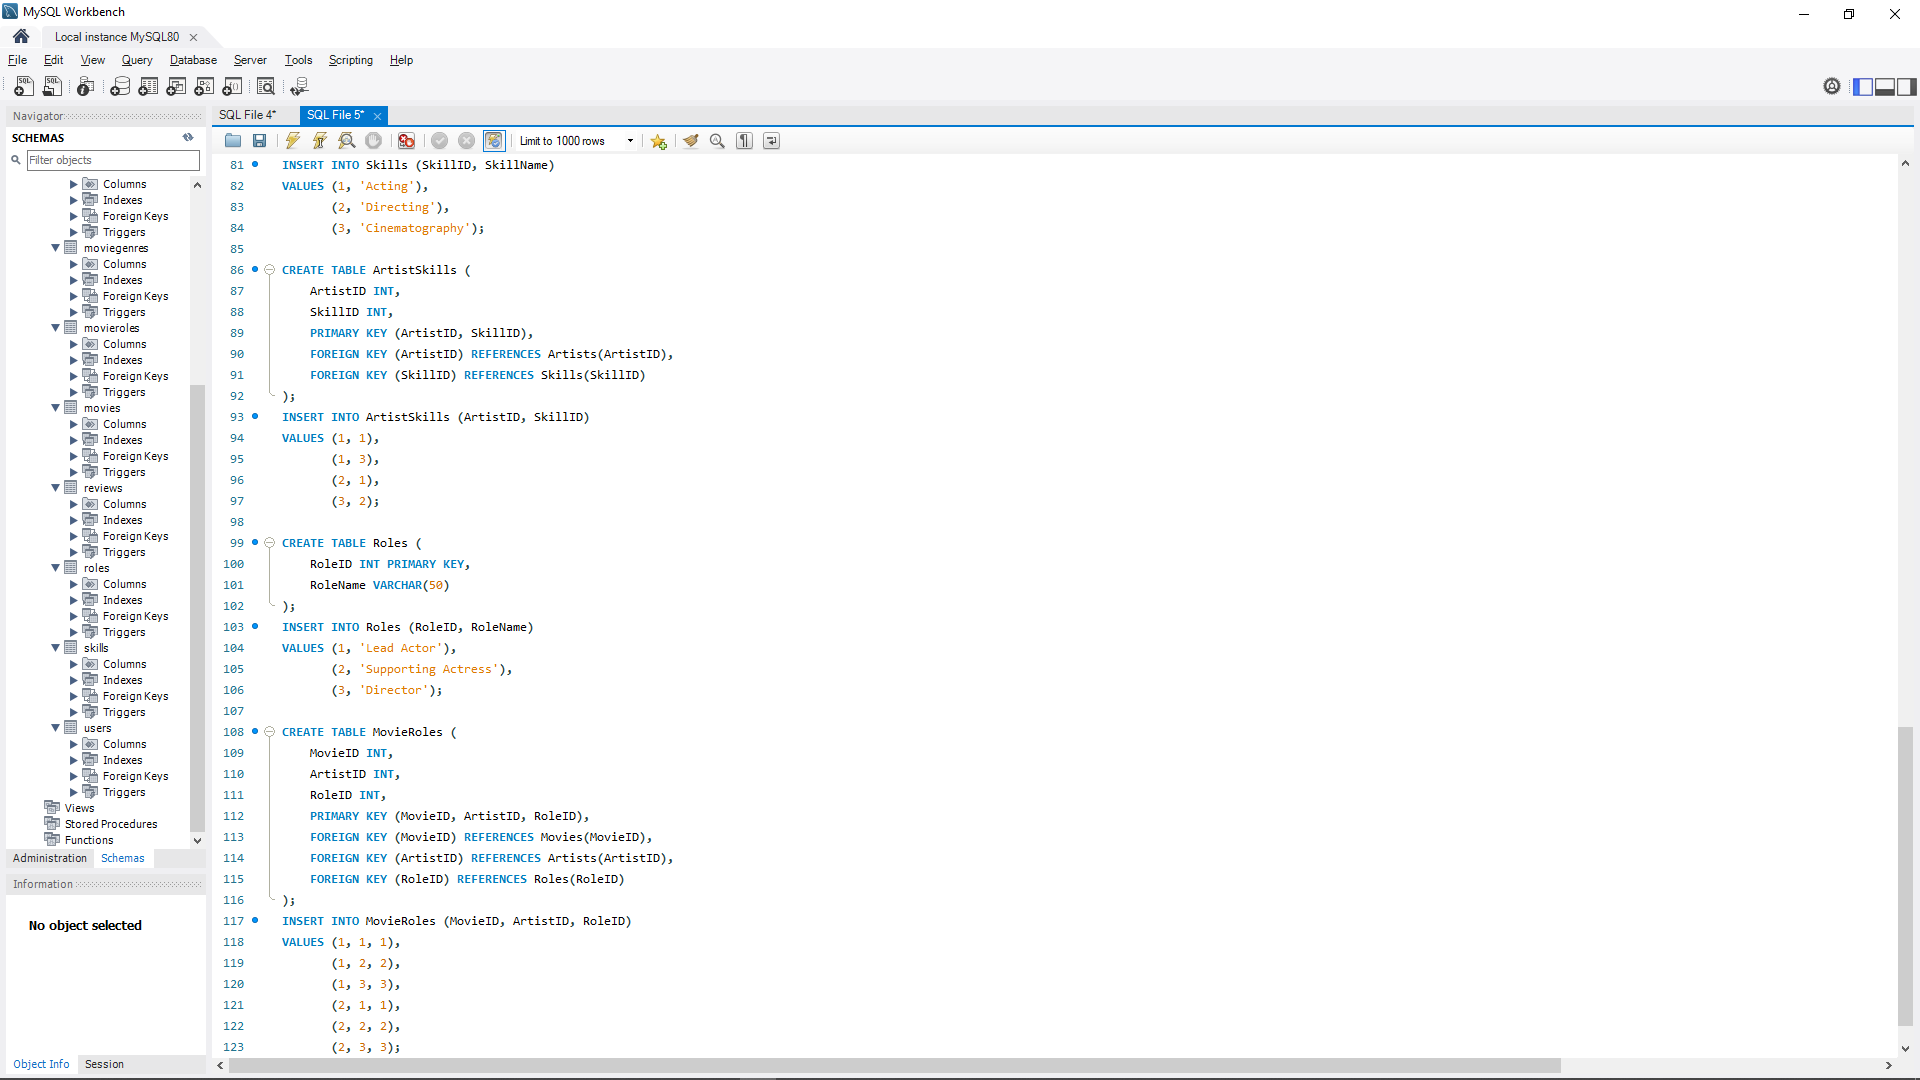 MySQL Workbench
Local instance MySQL80
File Edit View Query Database Server Tools Scripting Help
Navigator
SCHEMAS
Filter objects
Columns
Indexes
Foreign Keys
Triggers
moviegenres
Columns
Indexes
Foreign Keys
Triggers
movieroles
Columns
Indexes
Foreign Keys
Triggers
movies
Columns
Indexes
Foreign Keys
Triggers
reviews
Columns
Indexes
Foreign Keys
Triggers
roles
Columns
Indexes
Foreign Keys
Triggers
skills
Columns
Indexes
Foreign Keys
Triggers
users
Columns
Indexes
Foreign Keys
Triggers
Views
Stored Procedures
Functions
Administration Schemas
Information
No object selected
Object Info Session
SQL File 4* SQL File 5*
Limit to 1000 rows
81 INSERT INTO Skills (SkillID, SkillName)
82 VALUES (1, 'Acting'),
83 (2, 'Directing'),
84 (3, 'Cinematography');
85
86 CREATE TABLE ArtistSkills (
87 ArtistID INT,
88 SkillID INT,
89 PRIMARY KEY (ArtistID, SkillID),
90 FOREIGN KEY (ArtistID) REFERENCES Artists(ArtistID),
91 FOREIGN KEY (SkillID) REFERENCES Skills(SkillID)
92 );
93 INSERT INTO ArtistSkills (ArtistID, SkillID)
94 VALUES (1, 1),
95 (1, 3),
96 (2, 1),
97 (3, 2);
98
99 CREATE TABLE Roles (
100 RoleID INT PRIMARY KEY,
101 RoleName VARCHAR(50)
102 );
103 INSERT INTO Roles (RoleID, RoleName)
104 VALUES (1, 'Lead Actor'),
105 (2, 'Supporting Actress'),
106 (3, 'Director');
107
108 CREATE TABLE MovieRoles (
109 MovieID INT,
110 ArtistID INT,
111 RoleID INT,
112 PRIMARY KEY (MovieID, ArtistID, RoleID),
113 FOREIGN KEY (MovieID) REFERENCES Movies(MovieID),
114 FOREIGN KEY (ArtistID) REFERENCES Artists(ArtistID),
115 FOREIGN KEY (RoleID) REFERENCES Roles(RoleID)
116 );
117 INSERT INTO MovieRoles (MovieID, ArtistID, RoleID)
118 VALUES (1, 1, 1),
119 (1, 2, 2),
120 (1, 3, 3),
121 (2, 1, 1),
122 (2, 2, 2),
123 (2, 3, 3);